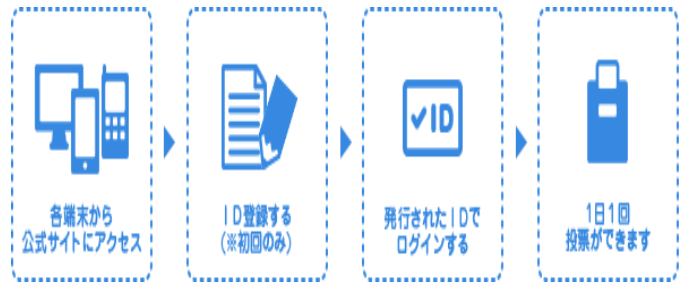 各端末から
公式サイトにアクセス
ID登録する
(※初回のみ)
✓ID
発行されたIDで
ログインする
1日1回
投票ができます